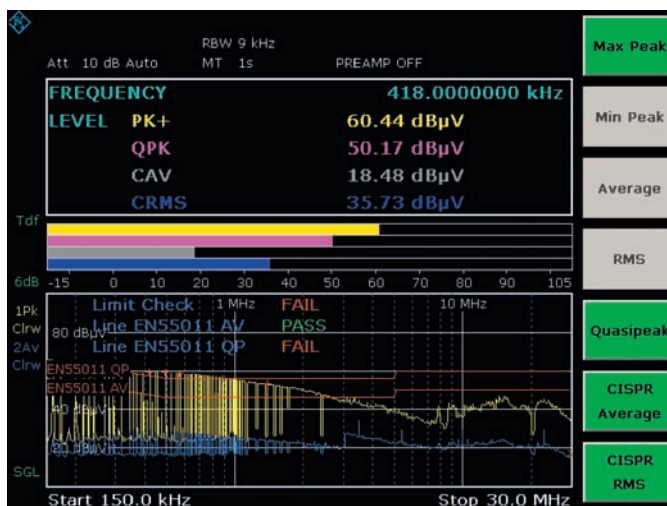 RBW 9 kHz
Att 10 dB Auto MT 1s PREAMP OFF
FREQUENCY 418.0000000 kHz
LEVEL PK+ 60.44 dBµV
QPK 50.17 dBµV
CAV 18.48 dBµV
CRMS 35.73 dBµV
Tdf
6dB
-15 0 10 20 30 40 50 60 70 80 90 105
1Pk
Clrw
2Av
Clrw
SGL
Limit Check 1 MHz FAIL 10 MHz
80 dBµV Line EN55011 AV PASS
Line EN55011 QP FAIL
EN55011 QP
EN55011 AV
40 dBµV
20 dBµV
Start 150.0 kHz Stop 30.0 MHz
Max Peak
Min Peak
Average
RMS
Quasipeak
CISPR
Average
CISPR
RMS